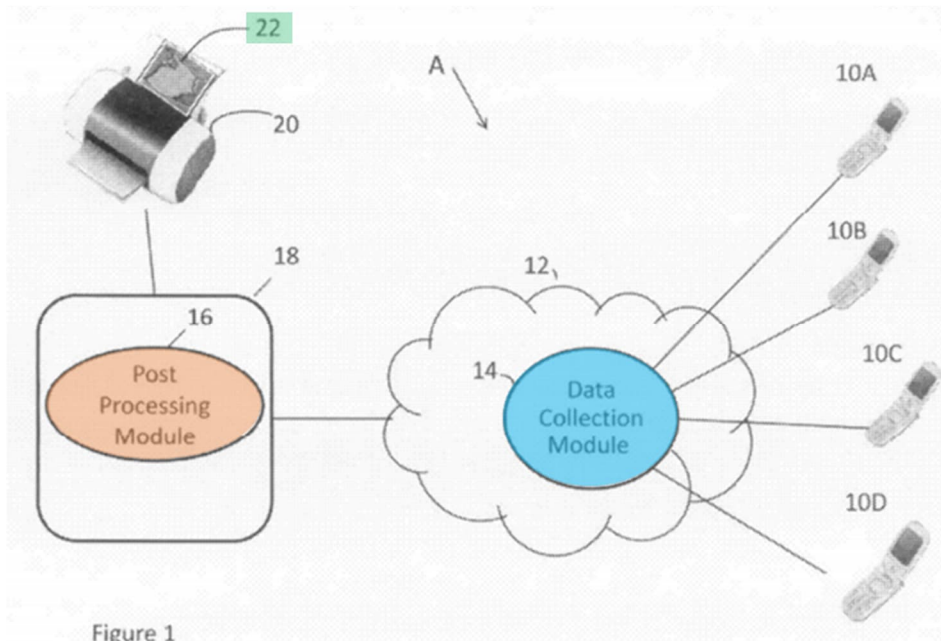 22
A
10A
20
10B
18
12
16
10C
14
Post
Processing
Module
Data
Collection
Module
10D
Figure 1